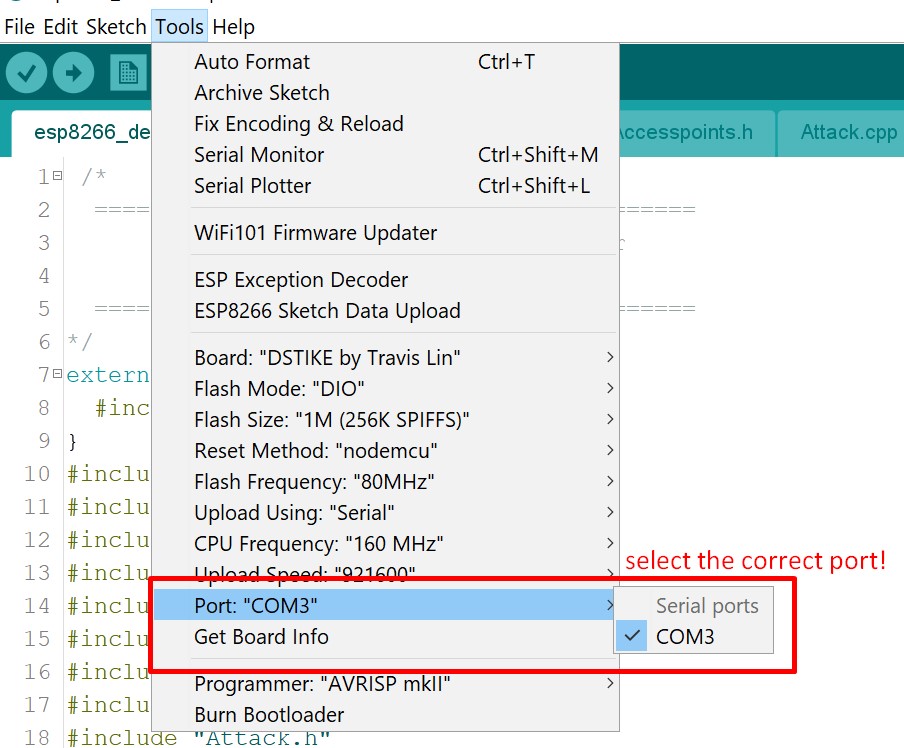 File Edit Sketch Tools Help
Auto Format Ctrl+T
Archive Sketch
Fix Encoding & Reload
Serial Monitor Ctrl+Shift+M
Serial Plotter Ctrl+Shift+L
WiFi101 Firmware Updater
ESP Exception Decoder
ESP8266 Sketch Data Upload
Board: "DSTIKE by Travis Lin"
Flash Mode: "DIO"
Flash Size: "1M (256K SPIFFS)"
Reset Method: "nodemcu"
Flash Frequency: "80MHz"
Upload Using: "Serial"
CPU Frequency: "160 MHz"
Upload Speed: "921600"
Port: "COM3"
Get Board Info
Programmer: "AVRISP mkII"
Burn Bootloader
select the correct port!
Serial ports
COM3
esp8266_de ccesspoints.h Attack.cpp
1 /*
2 ==== ======
3
4
5 ==== ======
6 */
7 extern
8 #inc
9 }
10 #inclu
11 #inclu
12 #inclu
13 #inclu
14 #inclu
15 #inclu
16 #inclu
17 #inclu
18 #include "Attack.h"